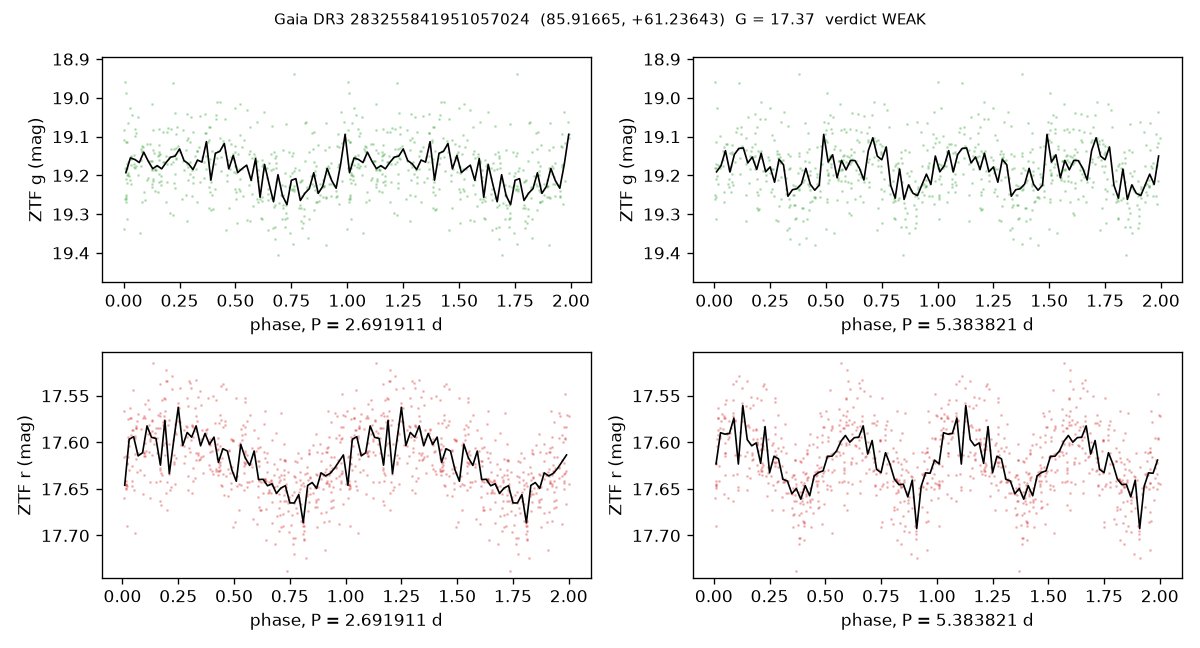 Gaia DR3 283255841951057024 (85.91665, +61.23643) G = 17.37 verdict WEAK
ZTF g (mag)
18.9
19.0
19.1
19.2
19.3
19.4
0.00 0.25 0.50 0.75 1.00 1.25 1.50 1.75 2.00
phase, P = 2.691911 d
ZTF g (mag)
18.9
19.0
19.1
19.2
19.3
19.4
0.00 0.25 0.50 0.75 1.00 1.25 1.50 1.75 2.00
phase, P = 5.383821 d
ZTF r (mag)
17.55
17.60
17.65
17.70
0.00 0.25 0.50 0.75 1.00 1.25 1.50 1.75 2.00
phase, P = 2.691911 d
ZTF r (mag)
17.55
17.60
17.65
17.70
0.00 0.25 0.50 0.75 1.00 1.25 1.50 1.75 2.00
phase, P = 5.383821 d